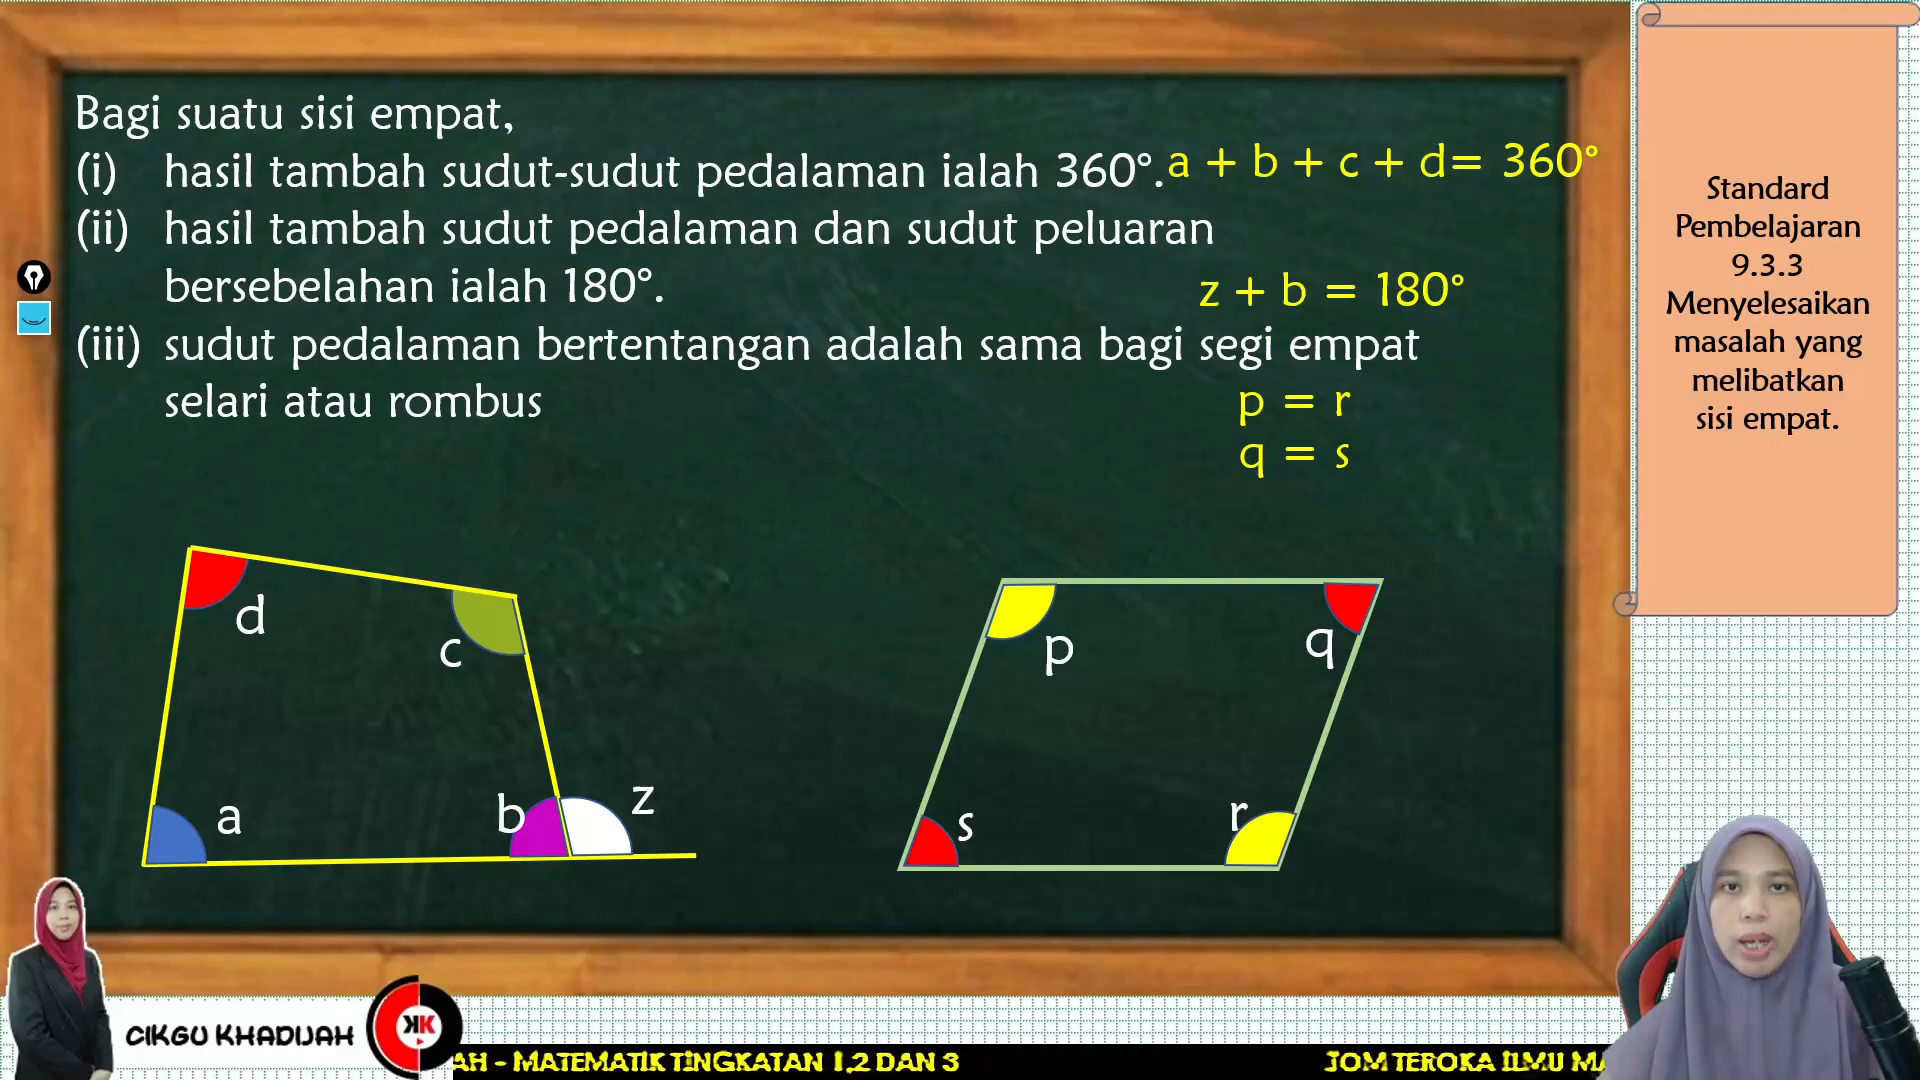 Bagi suatu sisi empat,
(i) hasil tambah sudut-sudut pedalaman ialah 360°. a + b + c + d= 360°
(ii) hasil tambah sudut pedalaman dan sudut peluaran
bersebelahan ialah 180°.
z + b = 180°
(iii) sudut pedalaman bertentangan adalah sama bagi segi empat
selari atau rombus
p = r
q = s
d
c
a
b
z
p
q
s
r
Standard
Pembelajaran
9.3.3
Menyelesaikan
masalah yang
melibatkan
sisi empat.
CIKGU KHADIJAH
KK
AH - MATEMATIK TINGKATAN 1,2 DAN 3
JOM TEROKA ILMU